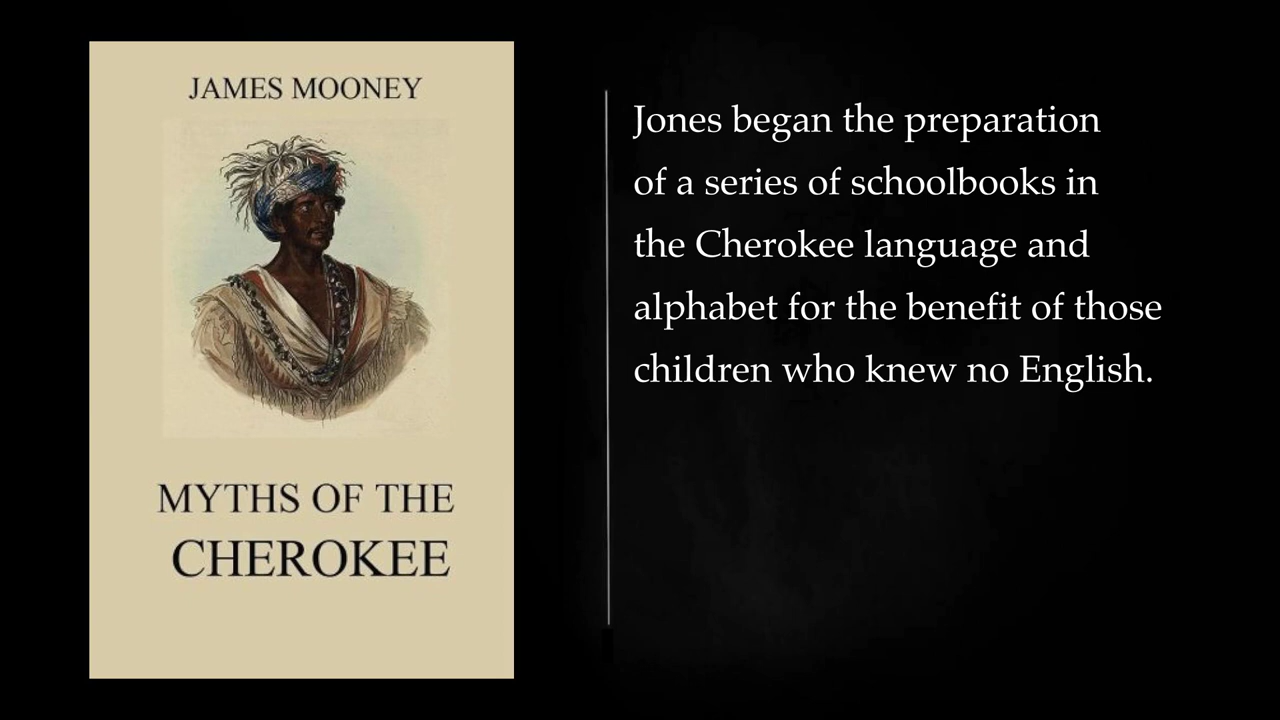 JAMES MOONEY
MYTHS OF THE
CHEROKEE
Jones began the preparation
of a series of schoolbooks in
the Cherokee language and
alphabet for the benefit of those
children who knew no English.